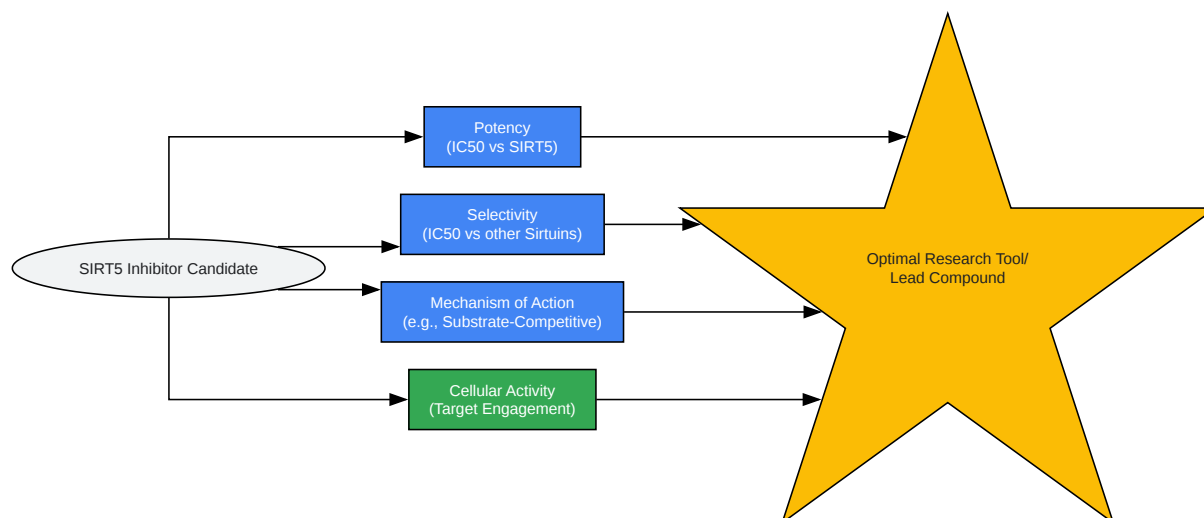 Potency
(IC50 vs SIRT5)
Selectivity
(IC50 vs other Sirtuins)
SIRT5 Inhibitor Candidate
Mechanism of Action
(e.g., Substrate-Competitive)
Cellular Activity
(Target Engagement)
Optimal Research Tool/
Lead Compound